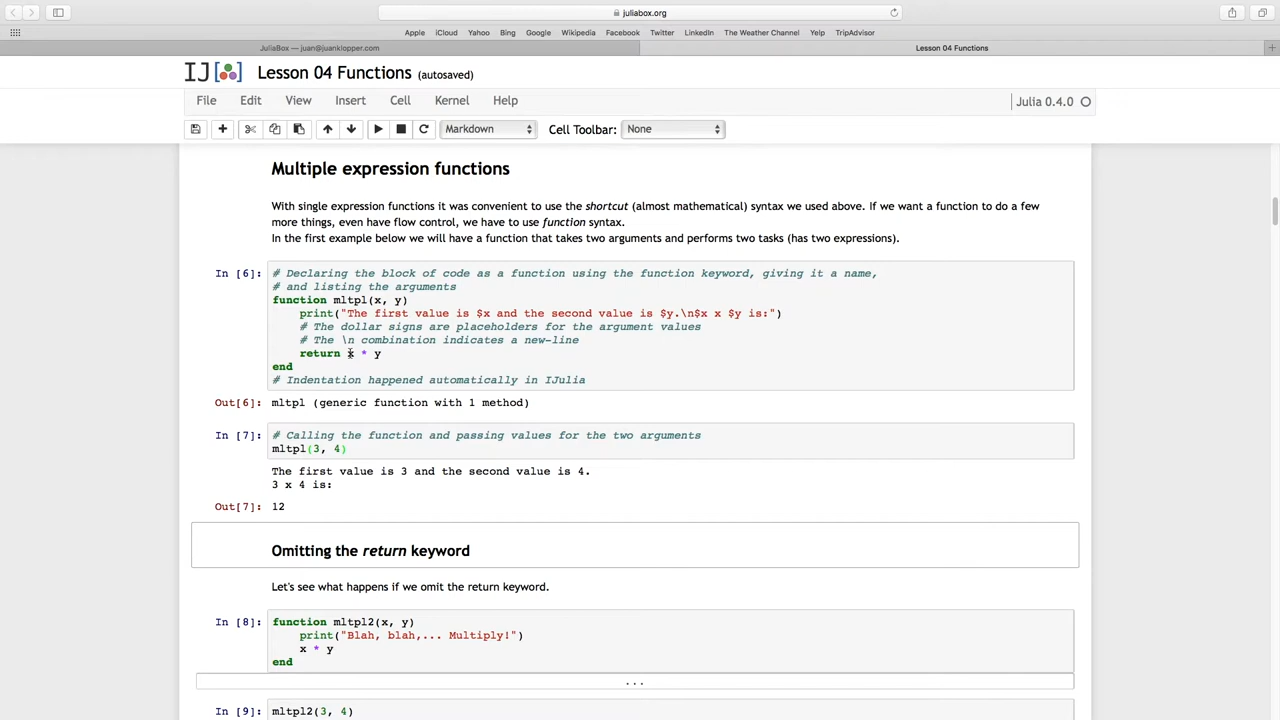 juliabox.org
Apple iCloud Yahoo Bing Google Wikipedia Facebook Twitter LinkedIn The Weather Channel Yelp TripAdvisor
JuliaBox — juan@juanklopper.com
Lesson 04 Functions
IJ Lesson 04 Functions (autosaved)
File Edit View Insert Cell Kernel Help
Julia 0.4.0
Markdown Cell Toolbar: None
Multiple expression functions
With single expression functions it was convenient to use the shortcut (almost mathematical) syntax we used above. If we want a function to do a few
more things, even have flow control, we have to use function syntax.
In the first example below we will have a function that takes two arguments and performs two tasks (has two expressions).
In [6]: # Declaring the block of code as a function using the function keyword, giving it a name,
# and listing the arguments
function mltpl(x, y)
print("The first value is $x and the second value is $y.\n$x x $y is:")
# The dollar signs are placeholders for the argument values
# The \n combination indicates a new-line
return x * y
end
# Indentation happened automatically in IJulia
Out[6]: mltpl (generic function with 1 method)
In [7]: # Calling the function and passing values for the two arguments
mltpl(3, 4)
The first value is 3 and the second value is 4.
3 x 4 is:
Out[7]: 12
Omitting the return keyword
Let's see what happens if we omit the return keyword.
In [8]: function mltpl2(x, y)
print("Blah, blah,... Multiply!")
x * y
end
...
In [9]: mltpl2(3, 4)